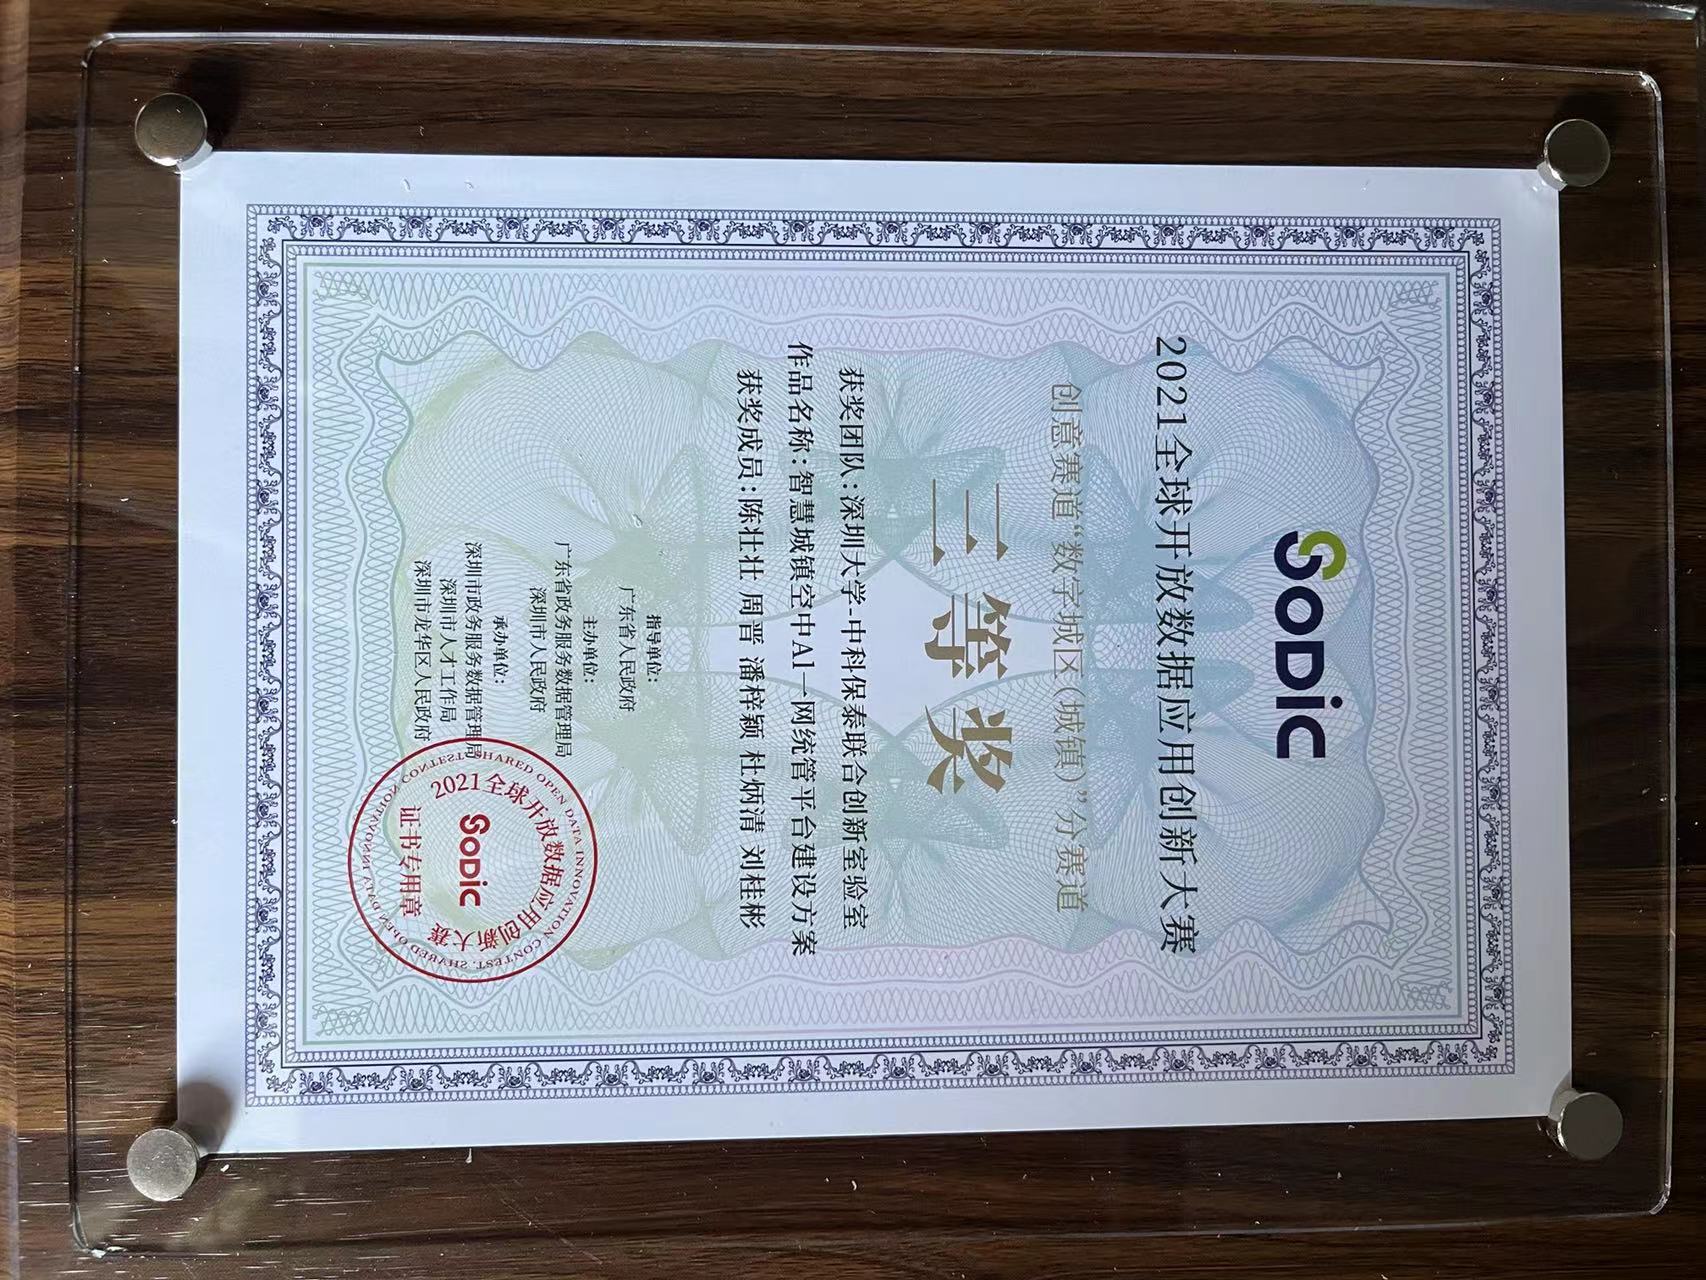 SODiC
2021全球开放数据应用创新大赛
创意赛道“数字城区(城镇)”分赛道
三等奖
获奖团队:深圳大学-中科保泰联合创新室验室
作品名称:智慧城镇空中Al一网统管平台建设方案
获奖成员:陈壮壮 周晋 潘梓颖 杜炳清 刘桂彬
指导单位:
广东省人民政府
主办单位:
广东省政务服务数据管理局
深圳市人民政府
承办单位:
深圳市政务服务数据管理局
深圳市人才工作局
深圳市龙华区人民政府
SHARED OPEN DATA INNOVATION CONTEST SHARED OPEN DATA INNOVATION CONTEST
2021全球开放数据应用创新大赛
SODiC
证书专用章